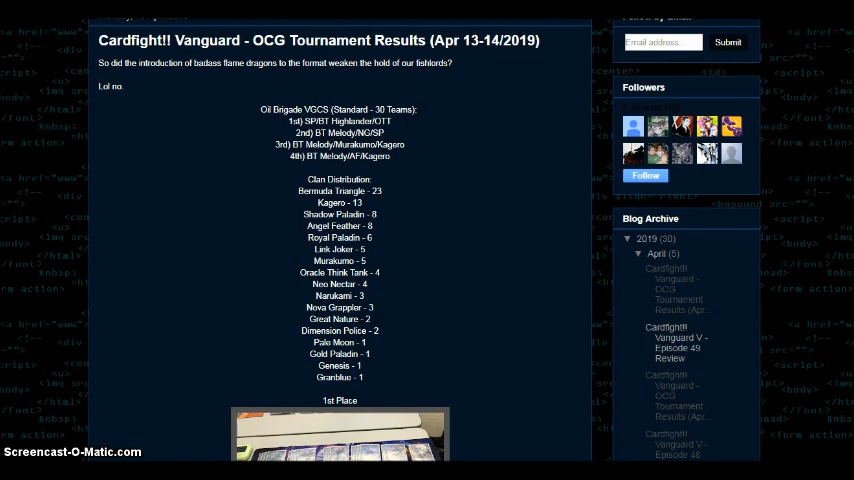 Cardfight!! Vanguard - OCG Tournament Results (Apr 13-14/2019)
So did the introduction of badass flame dragons to the format weaken the hold of our fishlords?
Lol no.
Oil Brigade VGCS (Standard - 30 Teams):
1st) SP/BT Highlander/OTT
2nd) BT Melody/NG/SP
3rd) BT Melody/Murakumo/Kagero
4th) BT Melody/AF/Kagero
Clan Distribution:
Bermuda Triangle - 23
Kagero - 13
Shadow Paladin - 8
Angel Feather - 8
Royal Paladin - 6
Link Joker - 5
Murakumo - 5
Oracle Think Tank - 4
Neo Nectar - 4
Narukami - 3
Nova Grappler - 3
Great Nature - 2
Dimension Police - 2
Pale Moon - 1
Gold Paladin - 1
Genesis - 1
Granblue - 1
1st Place
Email address...
Submit
Followers
Follow
Blog Archive
▼ 2019 (30)
▼ April (5)
Cardfight!!
Vanguard -
OCG
Tournament
Results (Apr...
Cardfight!!
Vanguard V -
Episode 49
Review
Cardfight!!
Vanguard -
OCG
Tournament
Results (Apr...
Cardfight!!
Vanguard V -
Episode 48
Screencast-O-Matic.com